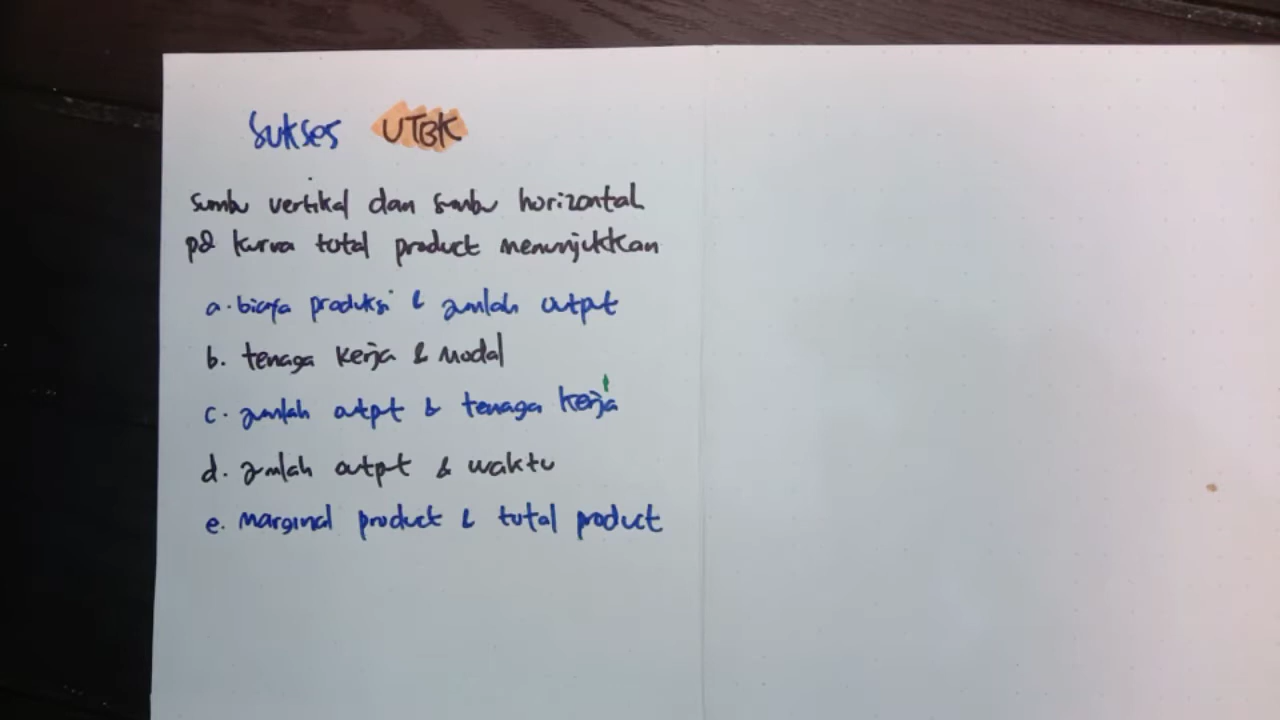 Sukses UTBK
sumbu vertikal dan sumbu horizontal
pd kurva total product menunjukkan
a. biaya produksi & jumlah output
b. tenaga kerja & modal
c. jumlah output & tenaga kerja
d. jumlah output & waktu
e. marginal product & total product